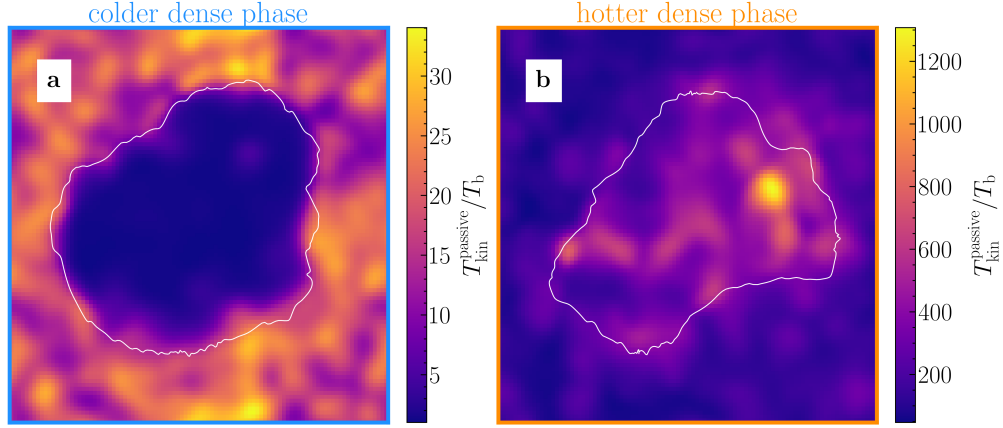 colder dense phase
hotter dense phase
a
b
30
25
20
15
10
5
T_kin^passive/T_b
1200
1000
800
600
400
200
T_kin^passive/T_b